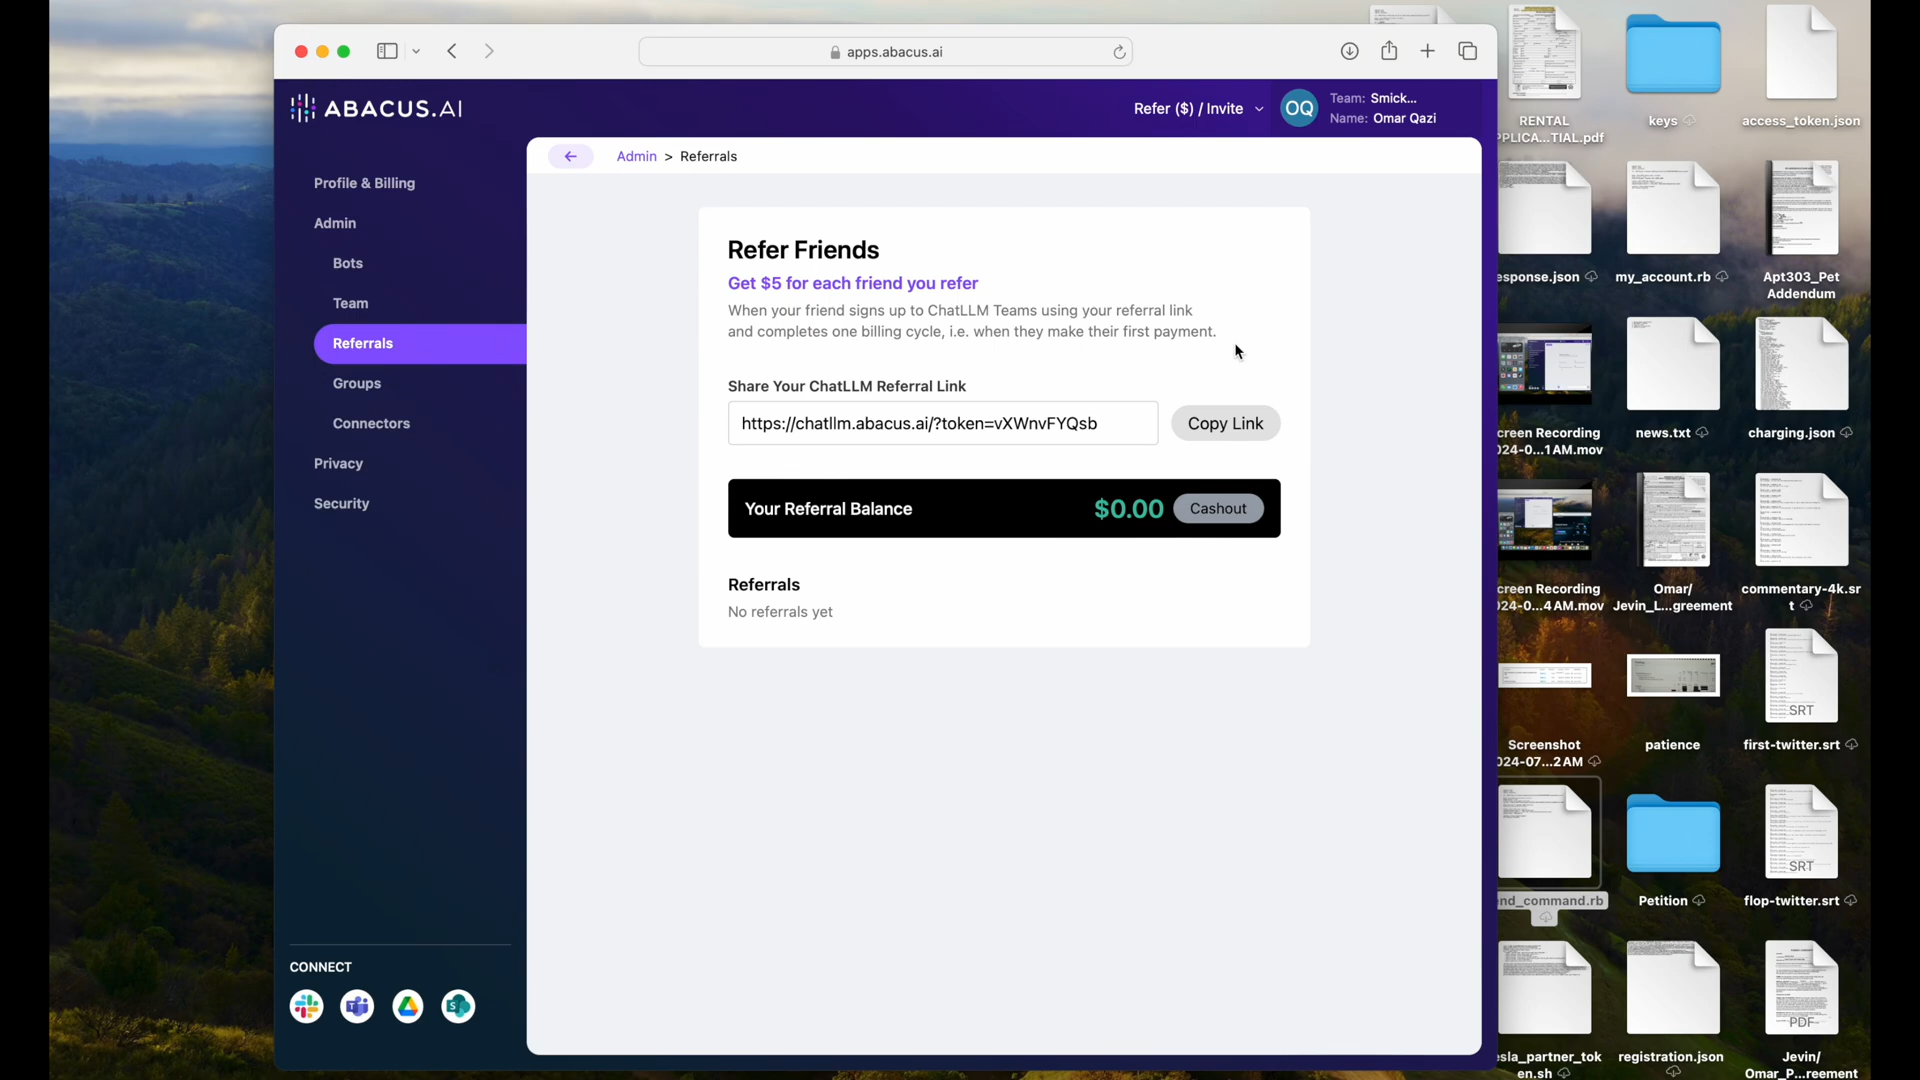 apps.abacus.ai
ABACUS.AI
Refer ($) / Invite
OQ
Team: Smick...
Name: Omar Qazi
Profile & Billing
Admin
Bots
Team
Referrals
Groups
Connectors
Privacy
Security
CONNECT
Admin > Referrals
Refer Friends
Get $5 for each friend you refer
When your friend signs up to ChatLLM Teams using your referral link
and completes one billing cycle, i.e. when they make their first payment.
Share Your ChatLLM Referral Link
https://chatllm.abacus.ai/?token=vXWnvFYQsb
Copy Link
Your Referral Balance
$0.00
Cashout
Referrals
No referrals yet
RENTAL
PPLICA...TIAL.pdf
keys
access_token.json
esponse.json
my_account.rb
Apt303_Pet
Addendum
creen Recording
024-0...1 AM.mov
news.txt
charging.json
creen Recording
024-0...4 AM.mov
Omar/
Jevin_L...greement
commentary-4k.sr
t
Screenshot
024-07...2 AM
patience
SRT
first-twitter.srt
nd_command.rb
Petition
SRT
flop-twitter.srt
esla_partner_tok
en.sh
registration.json
PDF
Jevin/
Omar_P...reement